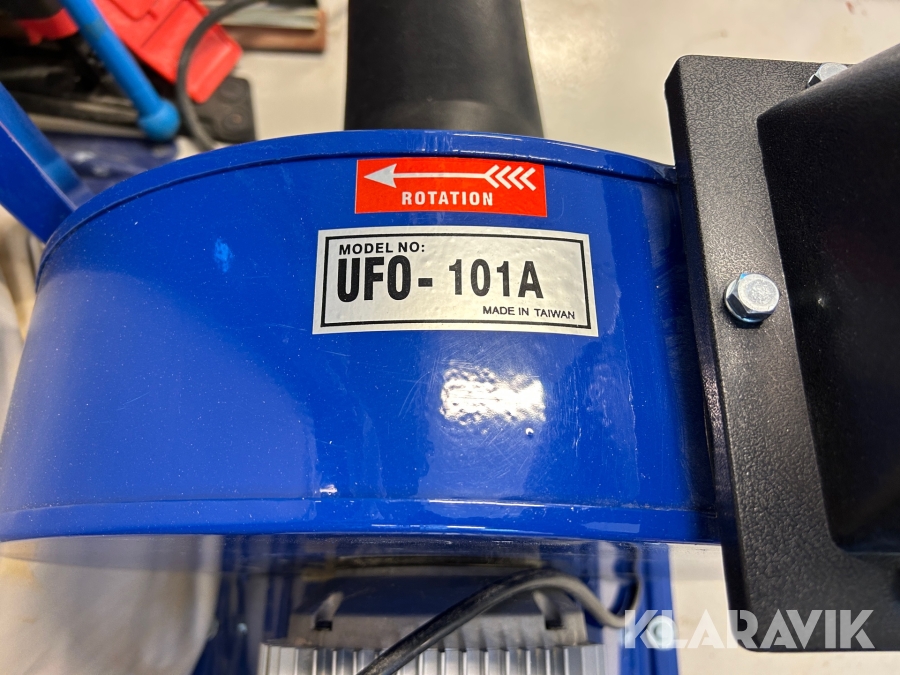 ROTATION
MODEL NO:
UFO- 101A
MADE IN TAIWAN
KLARAVIK